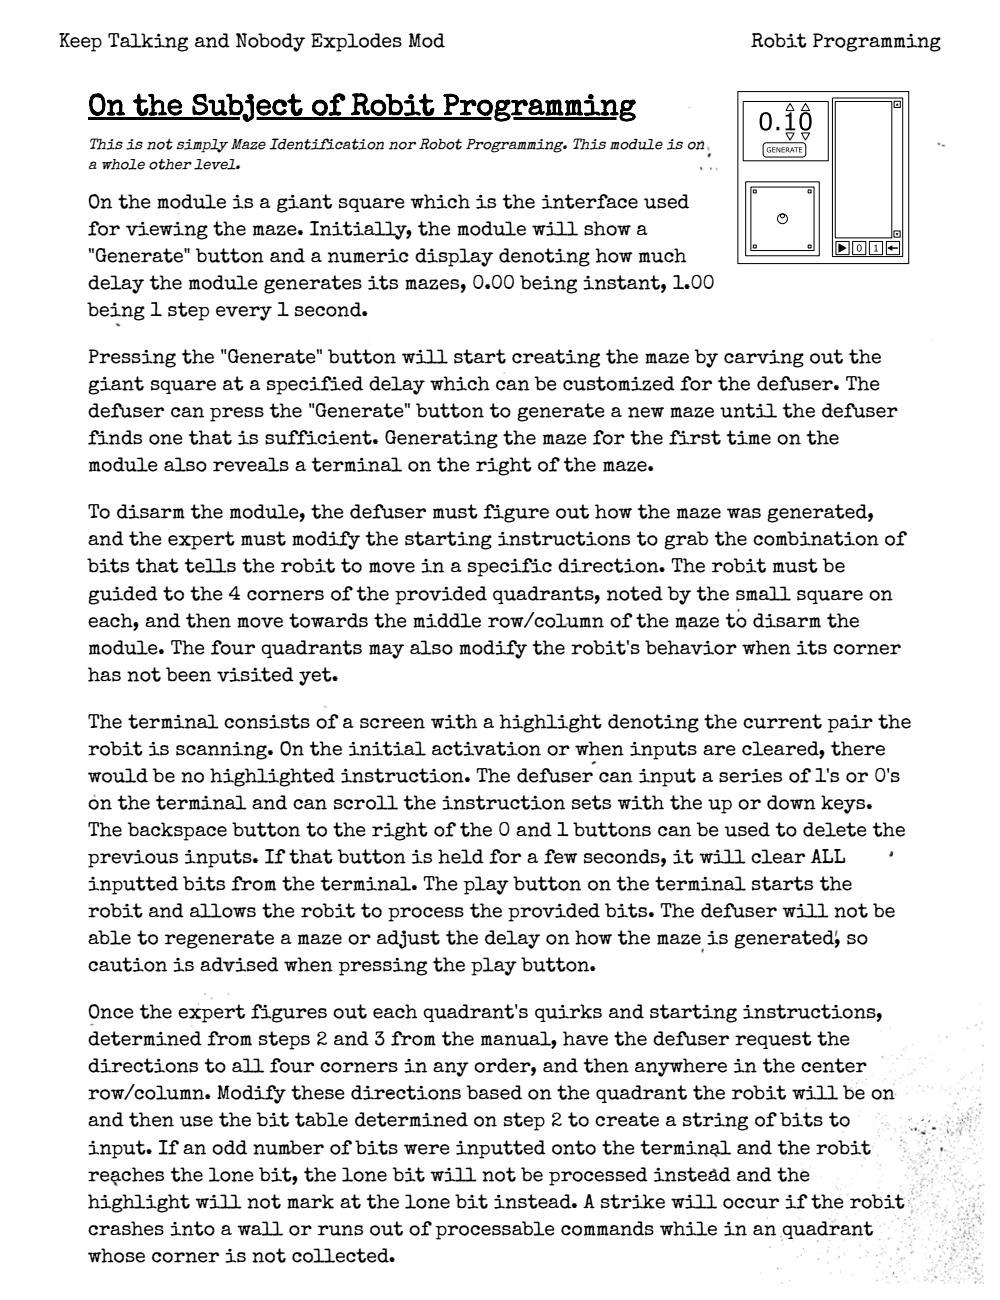 Keep Talking and Nobody Explodes Mod
Robit Programming
On the Subject of Robit Programming
This is not simply Maze Identification nor Robot Programming. This module is on
a whole other level.
0.10
GENERATE
0 1
On the module is a giant square which is the interface used
for viewing the maze. Initially, the module will show a
"Generate" button and a numeric display denoting how much
delay the module generates its mazes, 0.00 being instant, 1.00
being 1 step every 1 second.
Pressing the "Generate" button will start creating the maze by carving out the
giant square at a specified delay which can be customized for the defuser. The
defuser can press the "Generate" button to generate a new maze until the defuser
finds one that is sufficient. Generating the maze for the first time on the
module also reveals a terminal on the right of the maze.
To disarm the module, the defuser must figure out how the maze was generated,
and the expert must modify the starting instructions to grab the combination of
bits that tells the robit to move in a specific direction. The robit must be
guided to the 4 corners of the provided quadrants, noted by the small square on
each, and then move towards the middle row/column of the maze to disarm the
module. The four quadrants may also modify the robit's behavior when its corner
has not been visited yet.
The terminal consists of a screen with a highlight denoting the current pair the
robit is scanning. On the initial activation or when inputs are cleared, there
would be no highlighted instruction. The defuser can input a series of 1's or 0's
on the terminal and can scroll the instruction sets with the up or down keys.
The backspace button to the right of the 0 and 1 buttons can be used to delete the
previous inputs. If that button is held for a few seconds, it will clear ALL
inputted bits from the terminal. The play button on the terminal starts the
robit and allows the robit to process the provided bits. The defuser will not be
able to regenerate a maze or adjust the delay on how the maze is generated, so
caution is advised when pressing the play button.
Once the expert figures out each quadrant's quirks and starting instructions,
determined from steps 2 and 3 from the manual, have the defuser request the
directions to all four corners in any order, and then anywhere in the center
row/column. Modify these directions based on the quadrant the robit will be on
and then use the bit table determined on step 2 to create a string of bits to
input. If an odd number of bits were inputted onto the terminal and the robit
reaches the lone bit, the lone bit will not be processed instead and the
highlight will not mark at the lone bit instead. A strike will occur if the robit
crashes into a wall or runs out of processable commands while in an quadrant
whose corner is not collected.